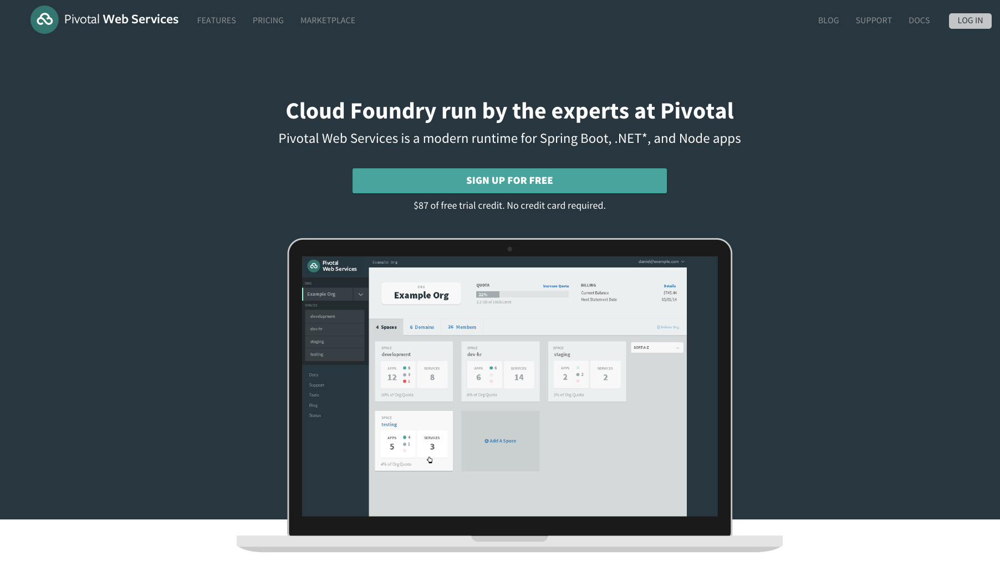 Pivotal Web Services
FEATURES
PRICING
MARKETPLACE
BLOG
SUPPORT
DOCS
LOG IN
Cloud Foundry run by the experts at Pivotal
Pivotal Web Services is a modern runtime for Spring Boot, .NET*, and Node apps
SIGN UP FOR FREE
$87 of free trial credit. No credit card required.
Pivotal
Web Services
Example Org
daniel@example.com
ORG
Example Org
SPACES
development
dev-hr
staging
testing
Docs
Support
Tools
Blog
Status
ORG
Example Org
QUOTA
Increase Quota
22%
2.2 GB of 10GB Limit
BILLING
Details
Current Balance
$745.44
Next Statement Date
03/01/14
4 Spaces
6 Domains
26 Members
Delete Org
SPACE
development
APPS
12
8
3
1
SERVICES
8
10% of Org Quota
SPACE
dev-hr
APPS
6
6
SERVICES
14
6% of Org Quota
SPACE
staging
APPS
2
2
SERVICES
2
2% of Org Quota
SORT A-Z
SPACE
testing
APPS
5
4
1
SERVICES
3
4% of Org Quota
Add A Space